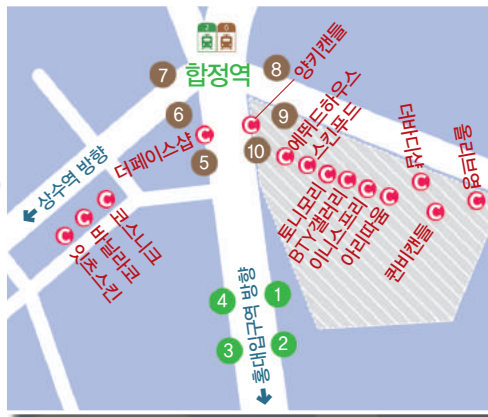 2 6
합정역
7
8
양키캔들
6
더페이스샵
5
9
10
에뛰드하우스
스킨푸드
더바디샵
올리브영
토니모리
BTY갤러리
이니스프리
아리따움
퀸비캔들
상수역 방향
코스니크
바닐라코
잇츠스킨
4
1
3
2
홍대입구역 방향